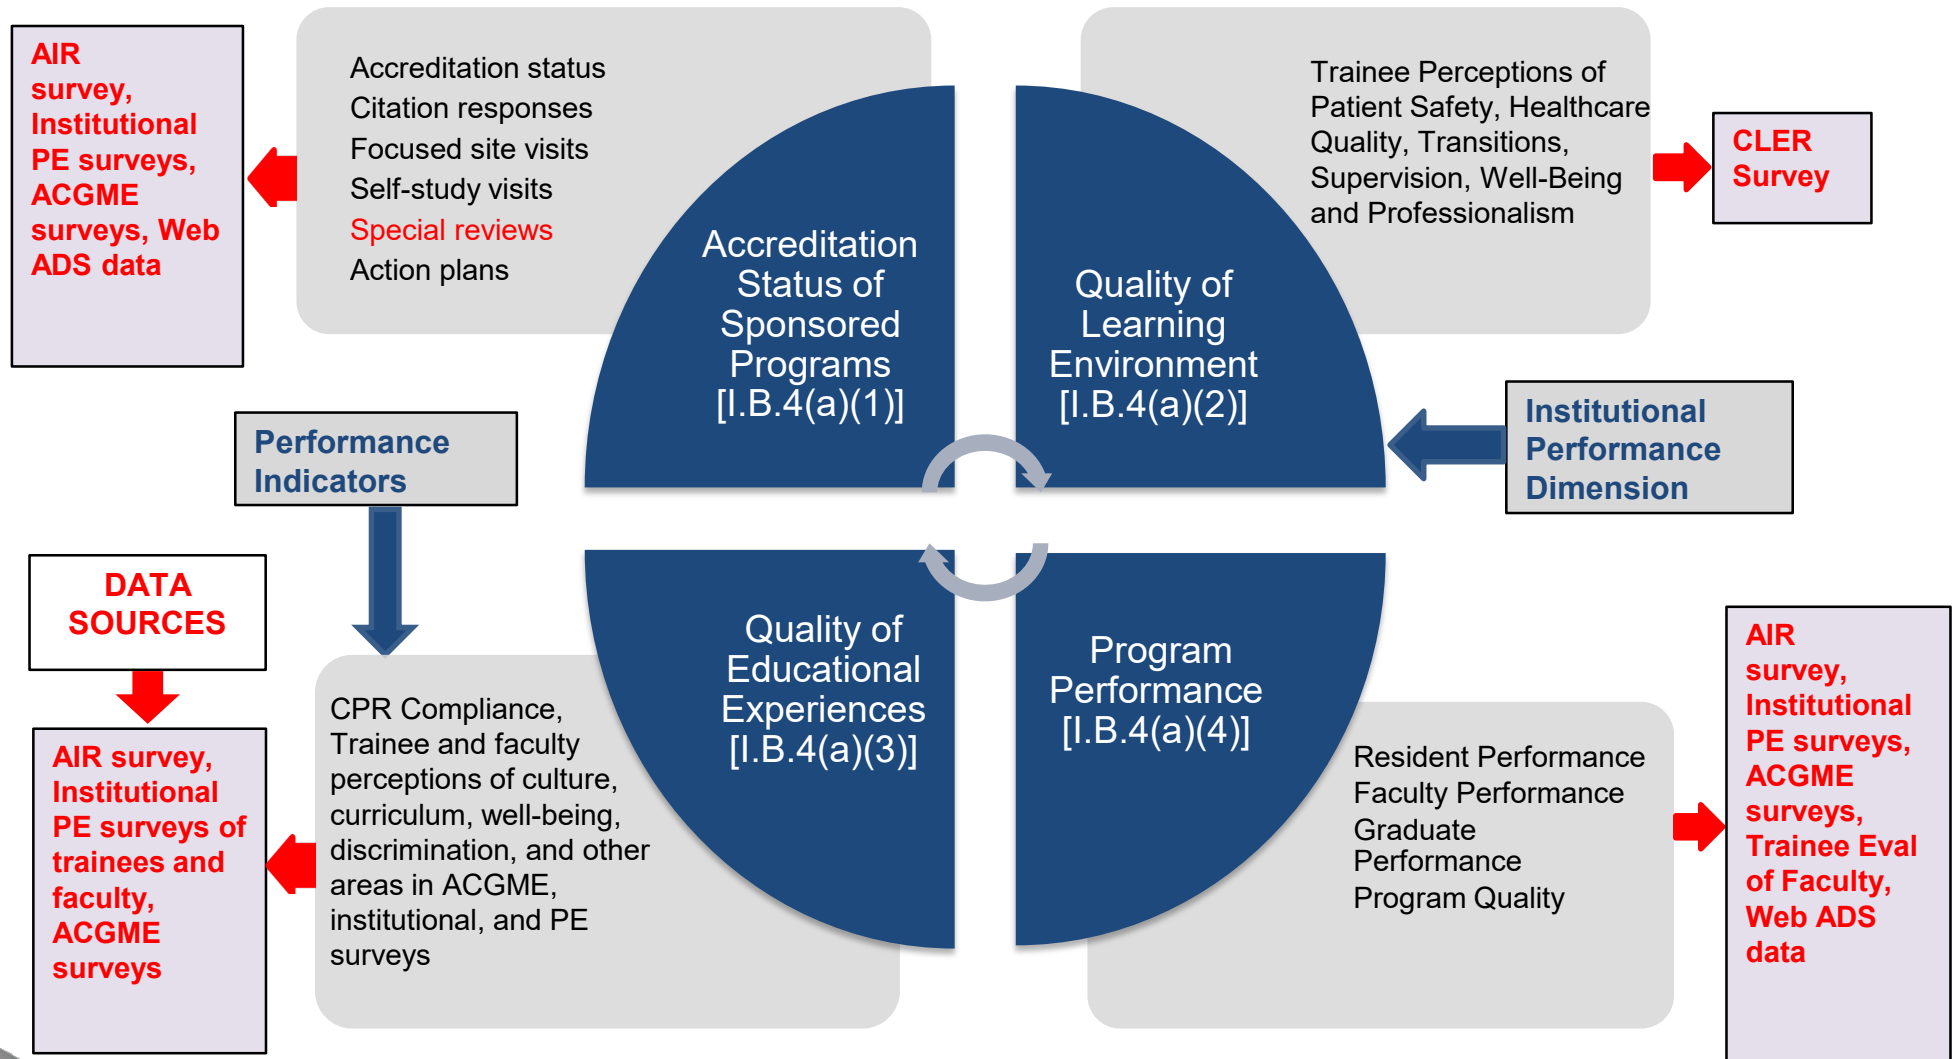 AIR
survey,
Institutional
PE surveys,
ACGME
surveys, Web
ADS data
Accreditation status
Citation responses
Focused site visits
Self-study visits
Special reviews
Action plans
Accreditation
Status of
Sponsored
Programs
[I.B.4(a)(1)]
Quality of
Learning
Environment
[I.B.4(a)(2)]
Trainee Perceptions of
Patient Safety, Healthcare
Quality, Transitions,
Supervision, Well-Being
and Professionalism
CLER
Survey
Performance
Indicators
Institutional
Performance
Dimension
DATA
SOURCES
AIR survey,
Institutional
PE surveys of
trainees and
faculty,
ACGME
surveys
CPR Compliance,
Trainee and faculty
perceptions of culture,
curriculum, well-being,
discrimination, and other
areas in ACGME,
institutional, and PE
surveys
Quality of
Educational
Experiences
[I.B.4(a)(3)]
Program
Performance
[I.B.4(a)(4)]
Resident Performance
Faculty Performance
Graduate
Performance
Program Quality
AIR
survey,
Institutional
PE surveys,
ACGME
surveys,
Trainee Eval
of Faculty,
Web ADS
data